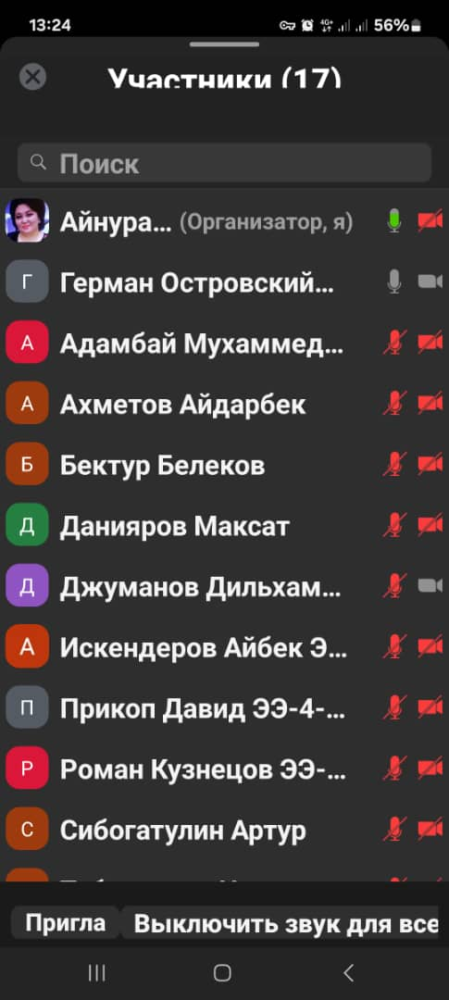 13:24 4G+ 56%
Участники (17)
Поиск
Айнура... (Организатор, я)
Г Герман Островский...
А Адамбай Мухаммед...
А Ахметов Айдарбек
Б Бектур Белеков
Д Данияров Максат
Д Джуманов Дильхам...
А Искендеров Айбек Э...
П Прикоп Давид ЭЭ-4-...
Р Роман Кузнецов ЭЭ-...
С Сибогатулин Артур
Пригла Выключить звук для все